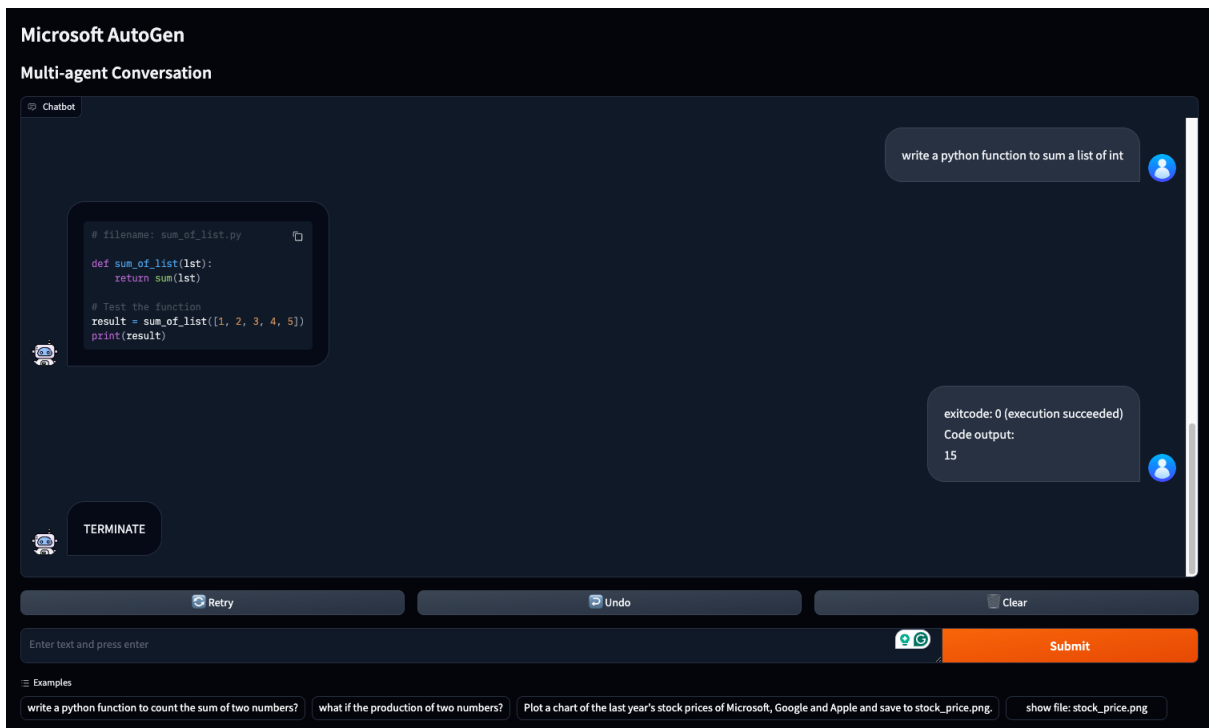 Microsoft AutoGen
Multi-agent Conversation
Chatbot
write a python function to sum a list of int
# filename: sum_of_list.py
def sum_of_list(lst):
    return sum(lst)
# Test the function
result = sum_of_list([1, 2, 3, 4, 5])
print(result)
exitcode: 0 (execution succeeded)
Code output:
15
TERMINATE
Retry
Undo
Clear
Enter text and press enter
Submit
Examples
write a python function to count the sum of two numbers?
what if the production of two numbers?
Plot a chart of the last year's stock prices of Microsoft, Google and Apple and save to stock_price.png.
show file: stock_price.png